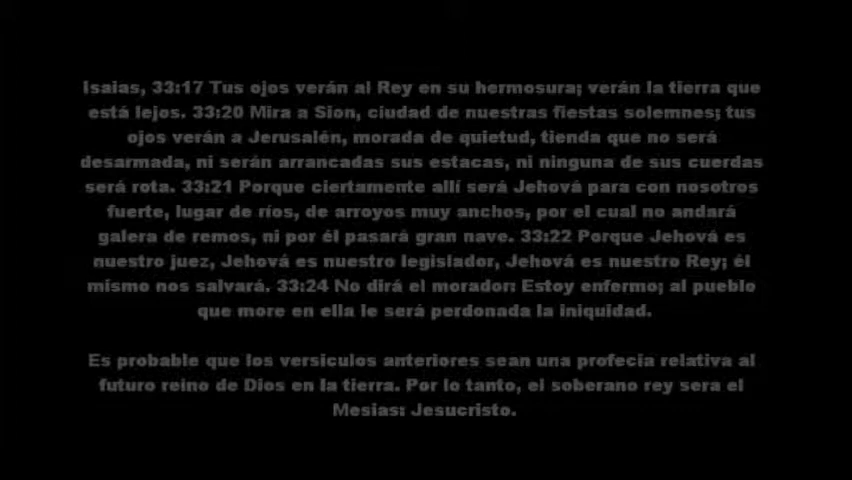 Isaias, 33:17 Tus ojos verán al Rey en su hermosura; verán la tierra que
está lejos. 33:20 Mira a Sion, ciudad de nuestras fiestas solemnes; tus
ojos verán a Jerusalén, morada de quietud, tienda que no será
desarmada, ni serán arrancadas sus estacas, ni ninguna de sus cuerdas
será rota. 33:21 Porque ciertamente allí será Jehová para con nosotros
fuerte, lugar de ríos, de arroyos muy anchos, por el cual no andará
galera de remos, ni por él pasará gran nave. 33:22 Porque Jehová es
nuestro juez, Jehová es nuestro legislador, Jehová es nuestro Rey; él
mismo nos salvará. 33:24 No dirá el morador: Estoy enfermo; al pueblo
que more en ella le será perdonada la iniquidad.
Es probable que los versiculos anteriores sean una profecia relativa al
futuro reino de Dios en la tierra. Por lo tanto, el soberano rey sera el
Mesias: Jesucristo.